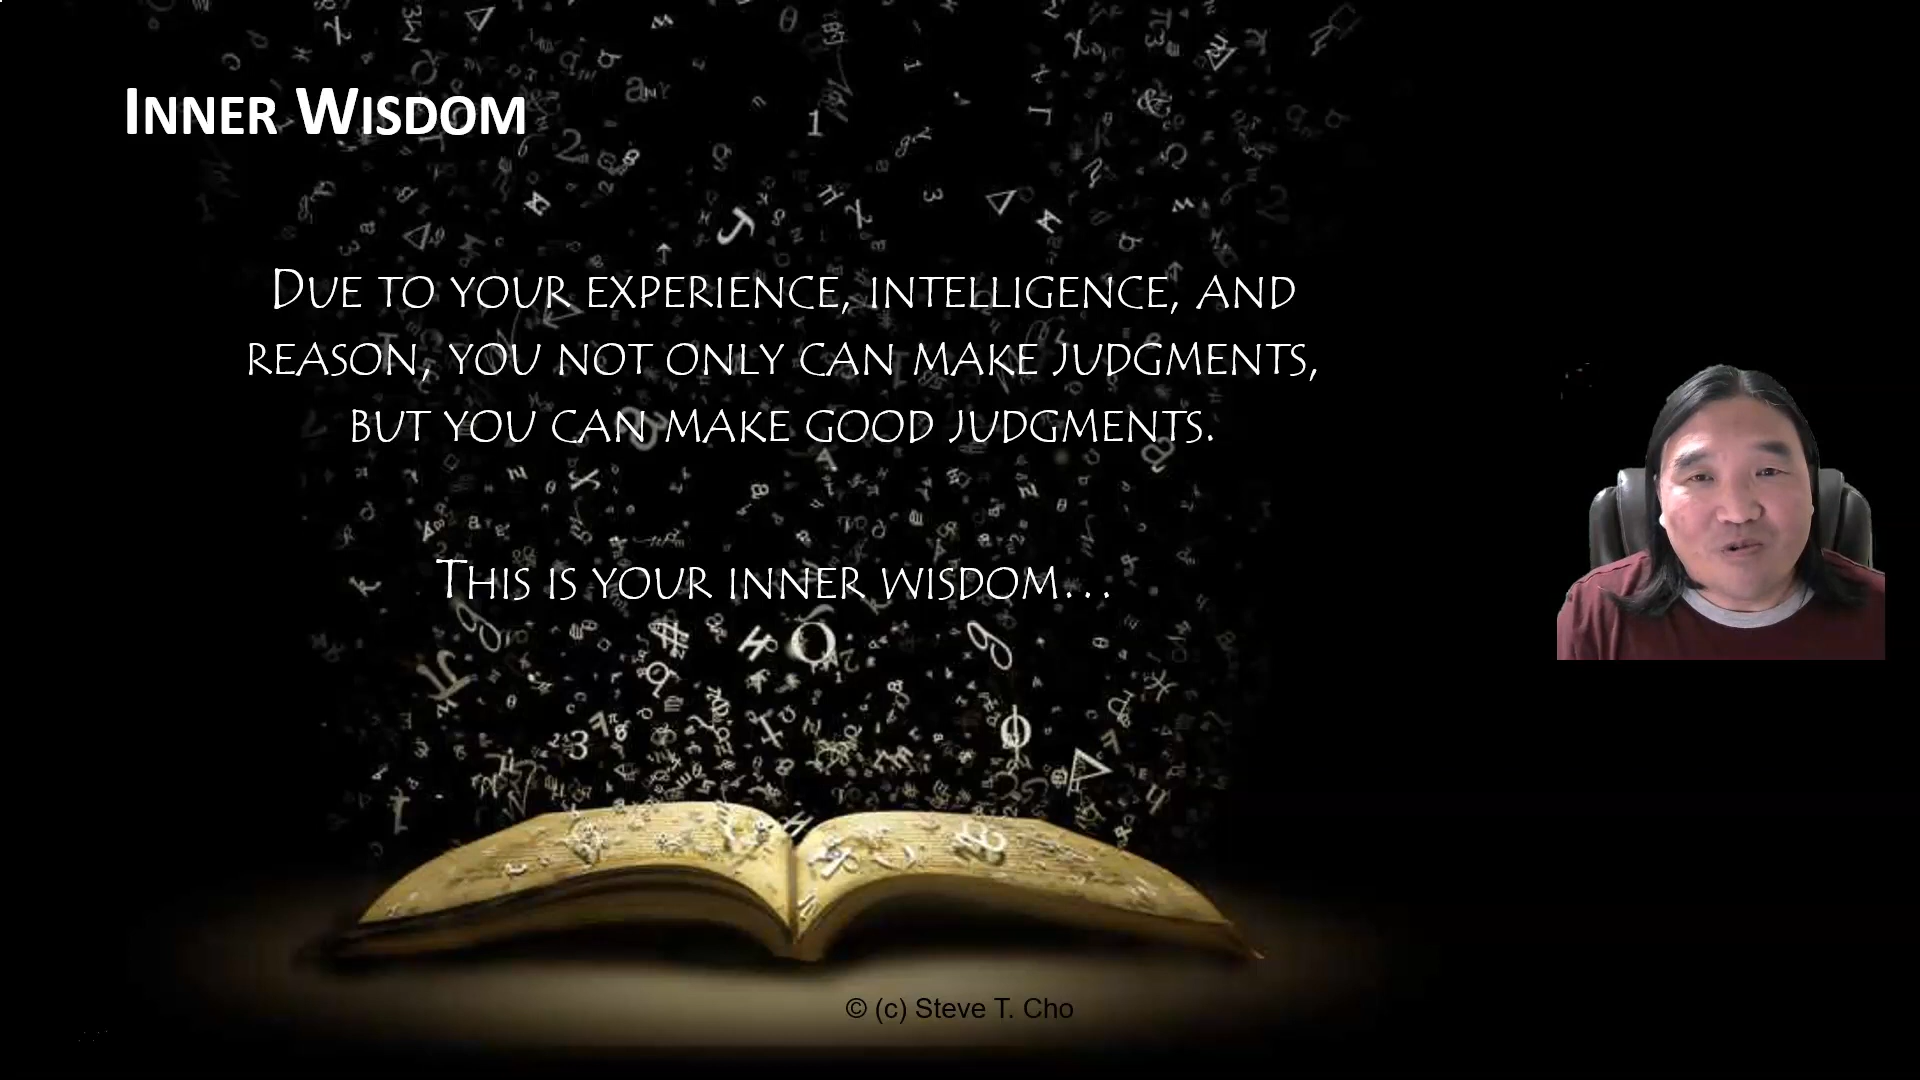 INNER WISDOM
DUE TO YOUR EXPERIENCE, INTELLIGENCE, AND
REASON, YOU NOT ONLY CAN MAKE JUDGMENTS,
BUT YOU CAN MAKE GOOD JUDGMENTS.
THIS IS YOUR INNER WISDOM...
© (c) Steve T. Cho